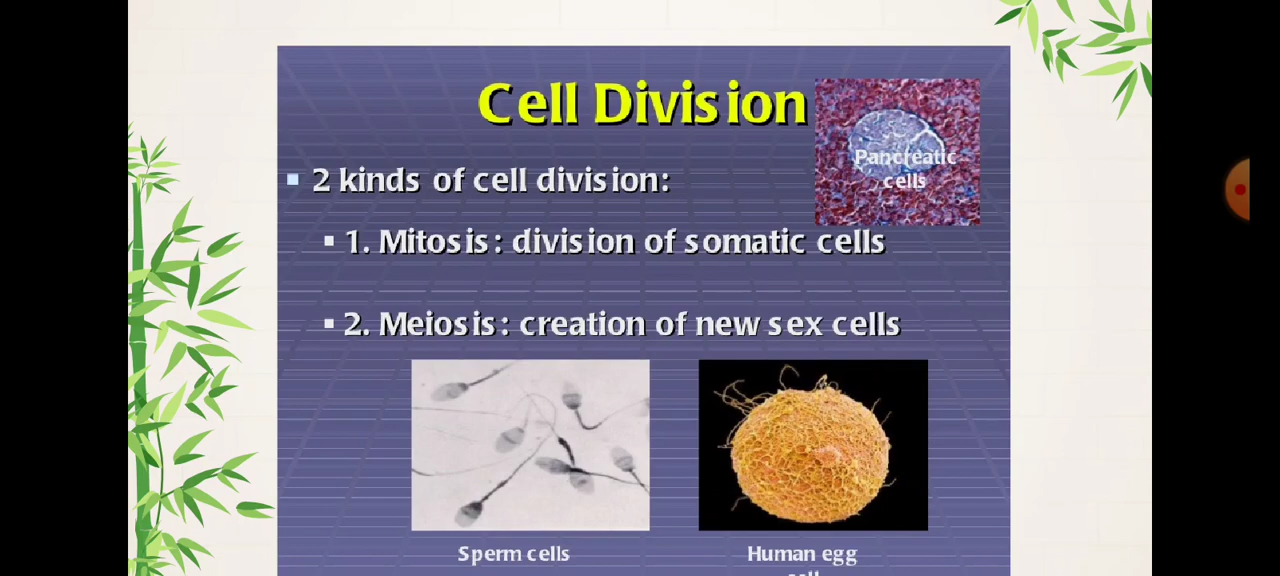 Cell Division
Pancreatic
cells
2 kinds of cell division:
1. Mitosis: division of somatic cells
2. Meiosis: creation of new sex cells
Sperm cells
Human egg